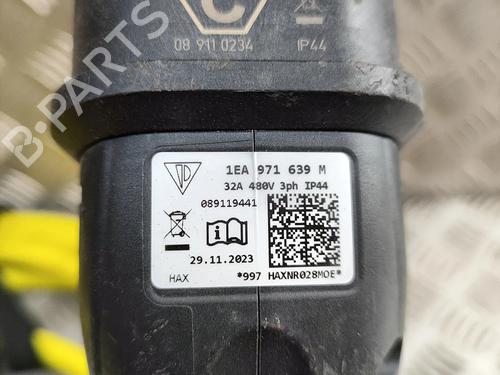 C
08 911 0234 IP44
B-PARTS
1EA 971 639 M
32A 480V 3ph IP44
089119441
29.11.2023
HAX *997 HAXNR028MOE*